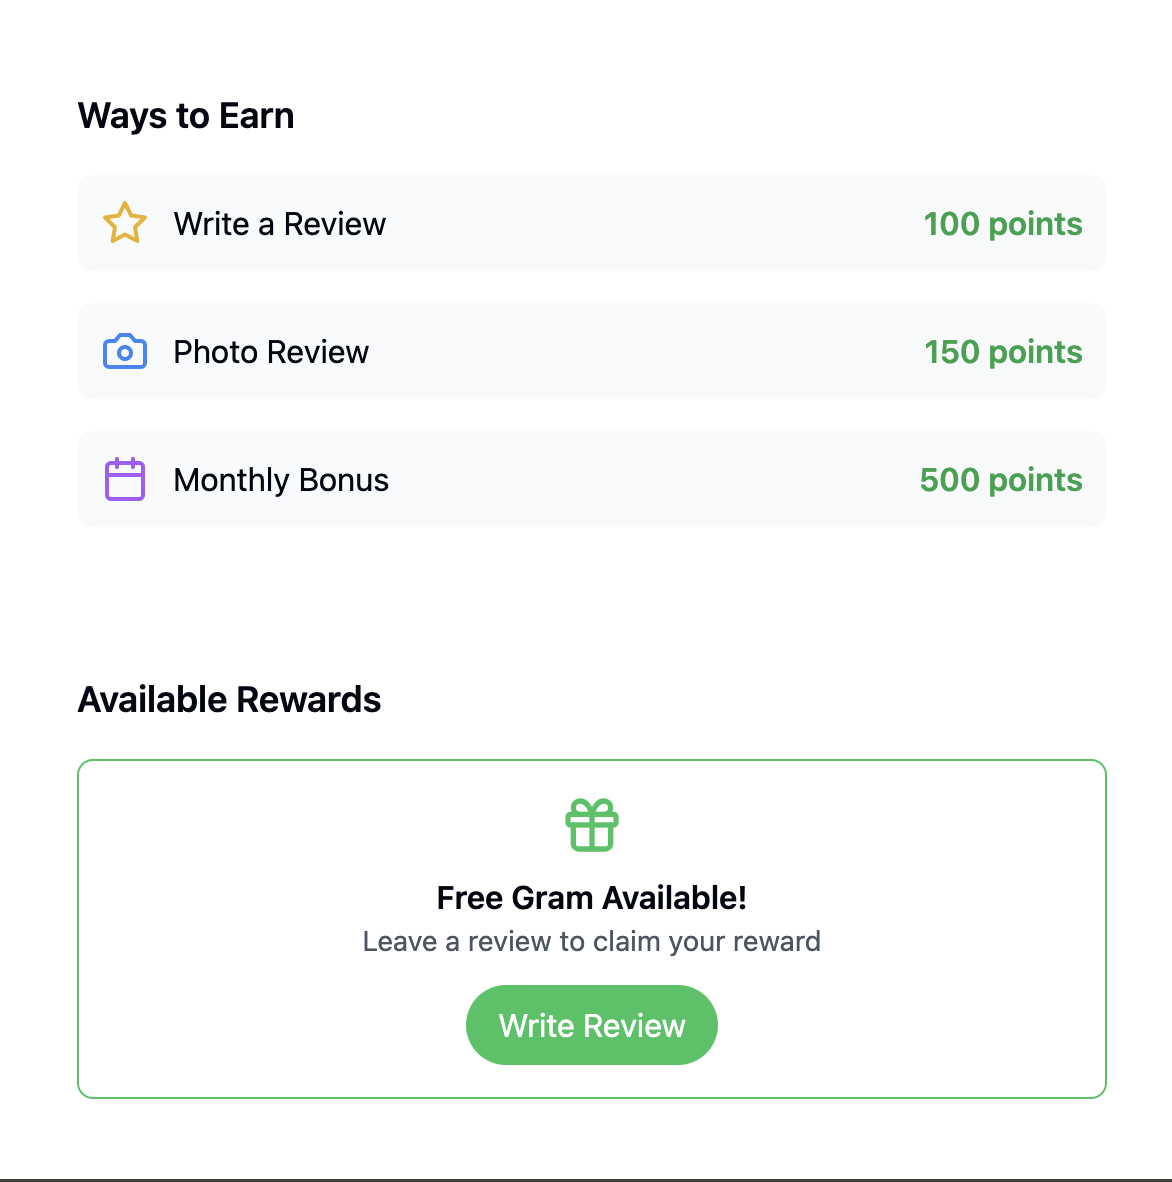 Ways to Earn
Write a Review 100 points
Photo Review 150 points
Monthly Bonus 500 points
Available Rewards
Free Gram Available!
Leave a review to claim your reward
Write Review